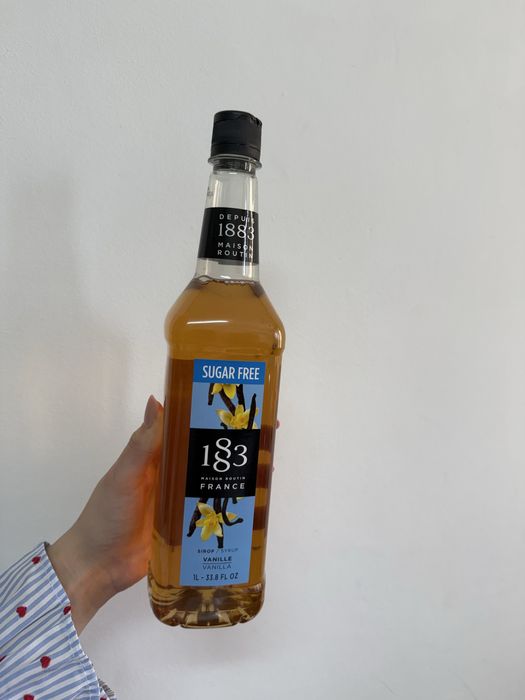 DEPUIS
1883
MAISON
ROUTIN
SUGAR FREE
1883
MAISON ROUTIN
FRANCE
SIROP / SYRUP
VANILLE
VANILLA
1L - 33.8 FL OZ